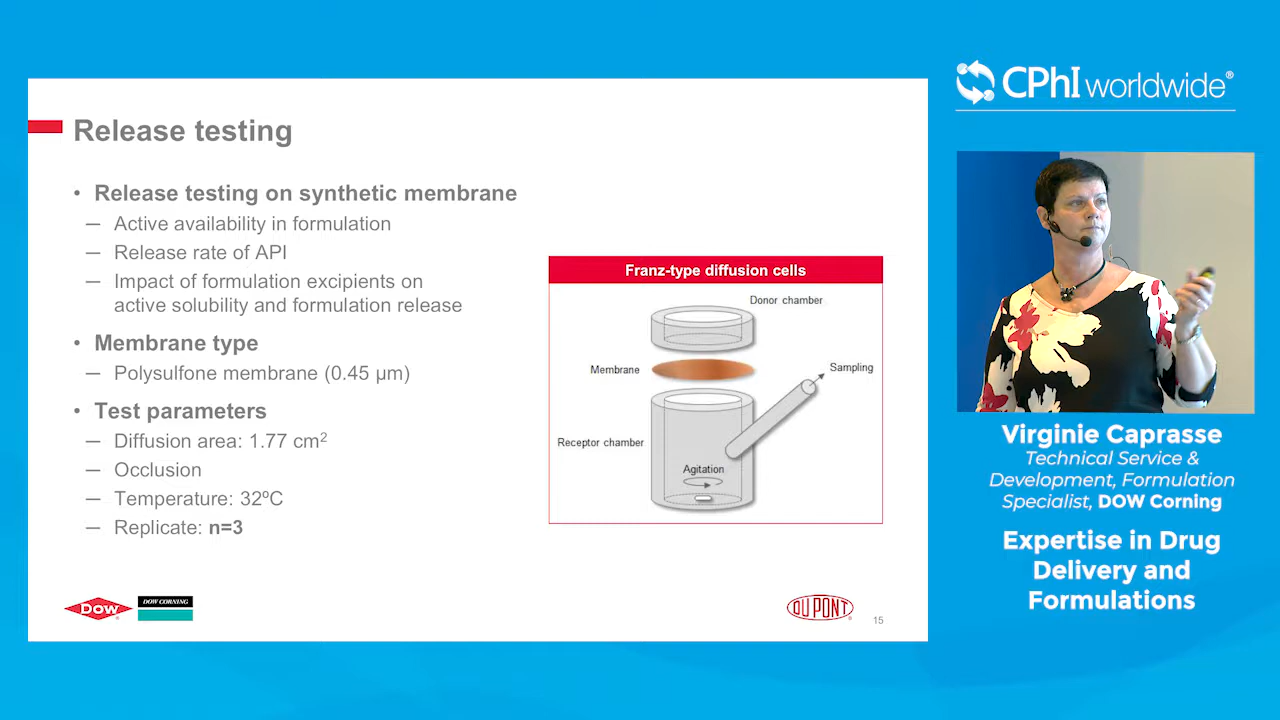 Release testing
• Release testing on synthetic membrane
— Active availability in formulation
— Release rate of API
— Impact of formulation excipients on
active solubility and formulation release
• Membrane type
— Polysulfone membrane (0.45 μm)
• Test parameters
— Diffusion area: 1.77 cm²
— Occlusion
— Temperature: 32ºC
— Replicate: n=3
Franz-type diffusion cells
Donor chamber
Membrane
Sampling
Receptor chamber
Agitation
DOW
DOW CORNING
DU PONT
15
CPhI worldwide®
Virginie Caprasse
Technical Service &
Development, Formulation
Specialist, DOW Corning
Expertise in Drug
Delivery and
Formulations